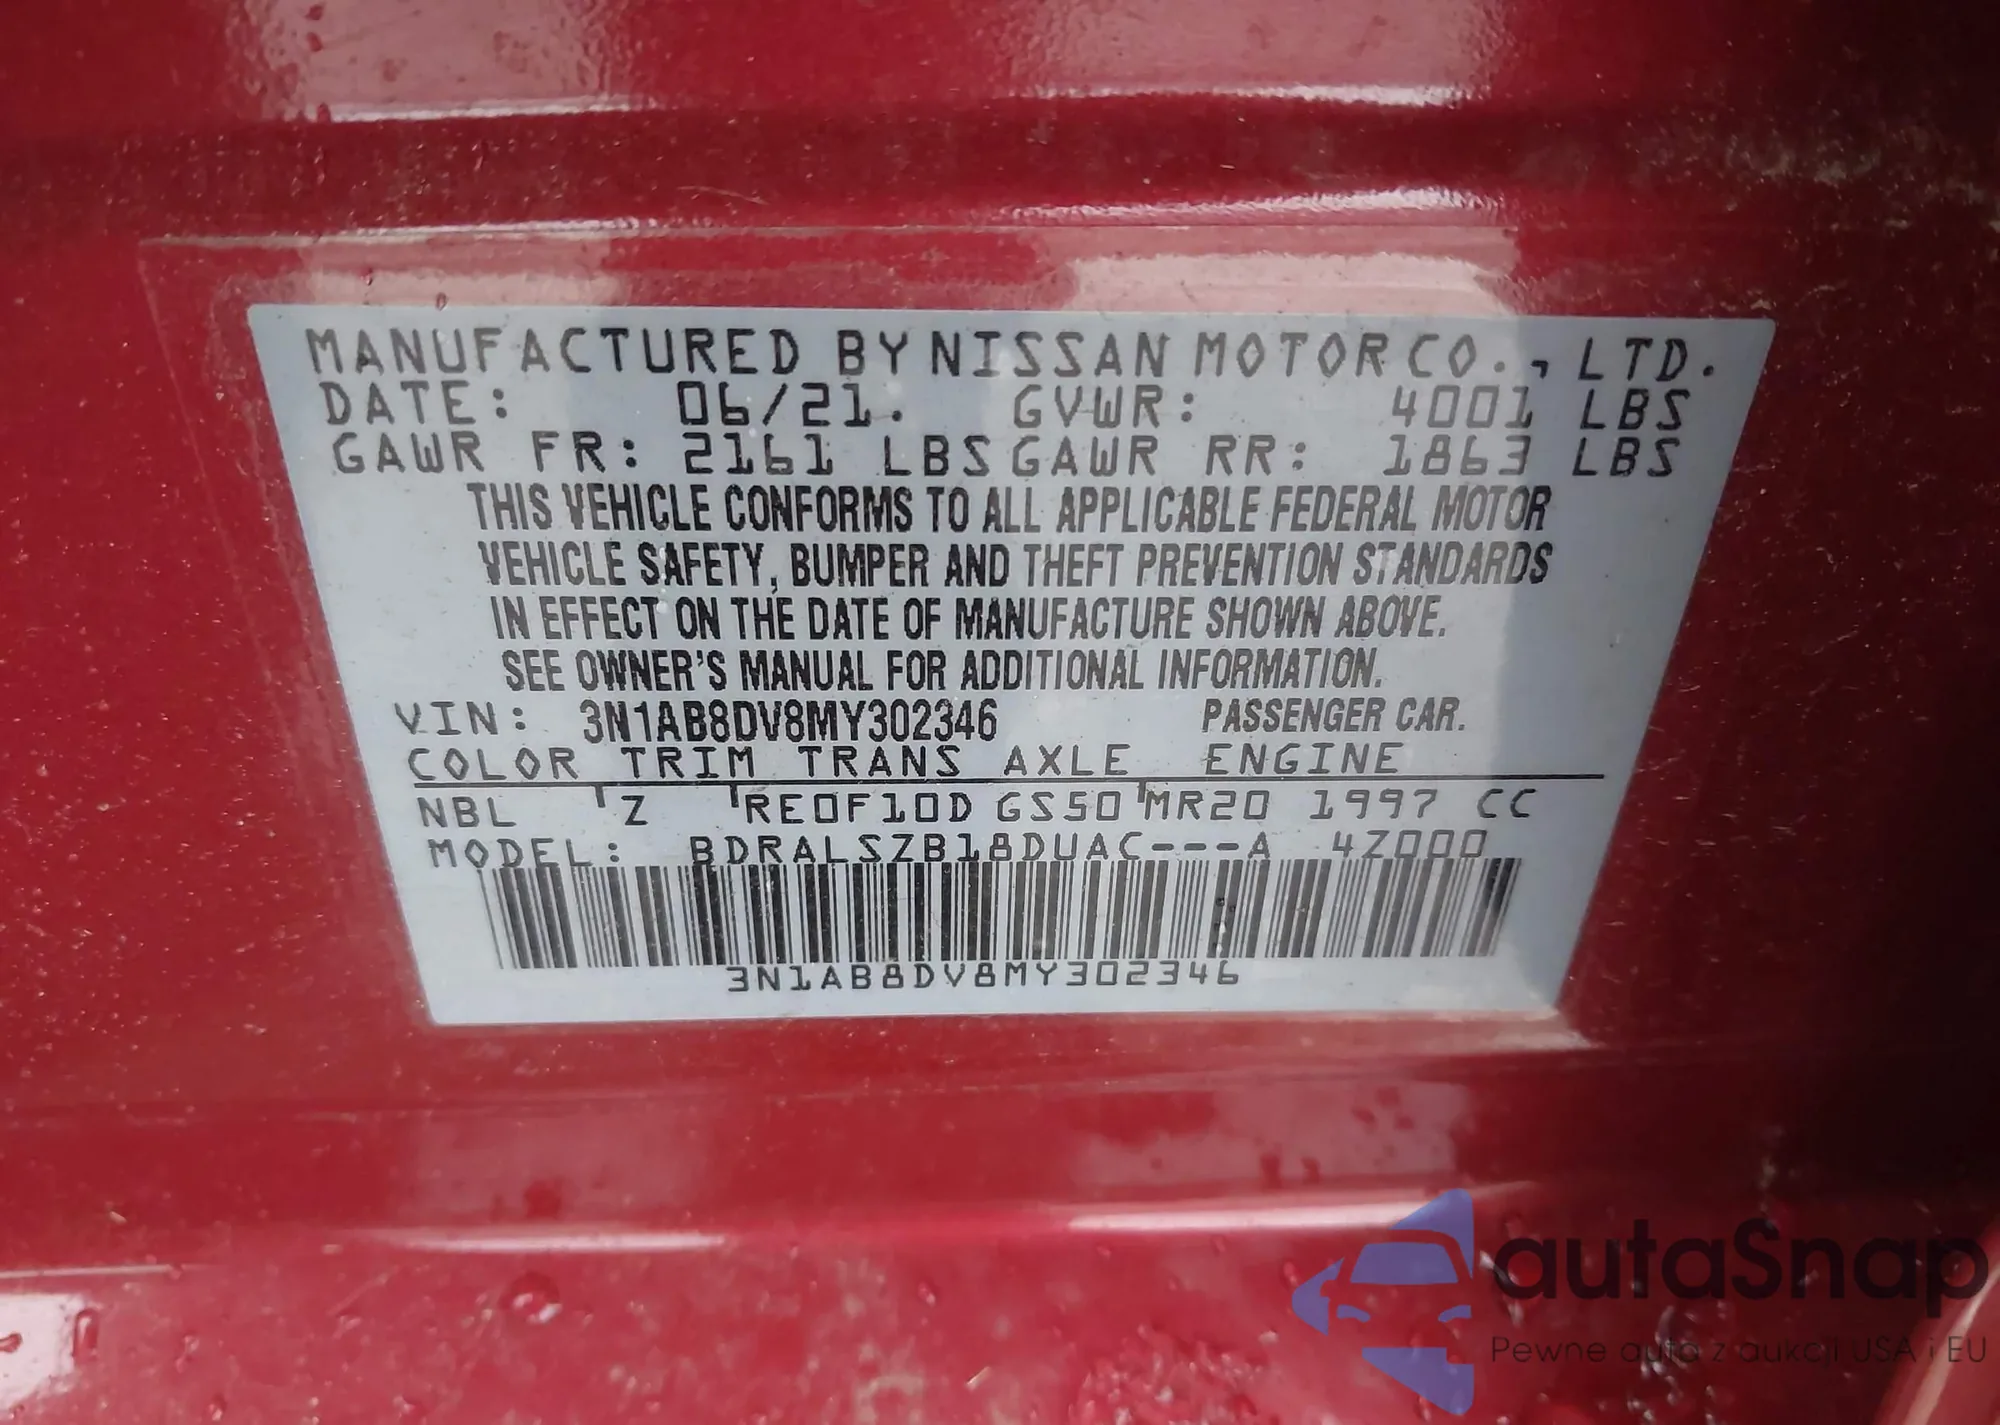 MANUFACTURED BY NISSAN MOTOR CO., LTD.
DATE: 06/21. GVWR: 4001 LBS
GAWR FR: 2161 LBS GAWR RR: 1863 LBS
THIS VEHICLE CONFORMS TO ALL APPLICABLE FEDERAL MOTOR
VEHICLE SAFETY, BUMPER AND THEFT PREVENTION STANDARDS
IN EFFECT ON THE DATE OF MANUFACTURE SHOWN ABOVE.
SEE OWNER'S MANUAL FOR ADDITIONAL INFORMATION.
VIN: 3N1AB8DV8MY302346 PASSENGER CAR.
COLOR TRIM TRANS AXLE ENGINE
NBL Z RE0F10D GS50 MR20 1997 CC
MODEL: BDRALSZB18DUAC---A 4Z000
3N1AB8DV8MY302346
autaSnap
Pewne auta z aukcji USA i EU